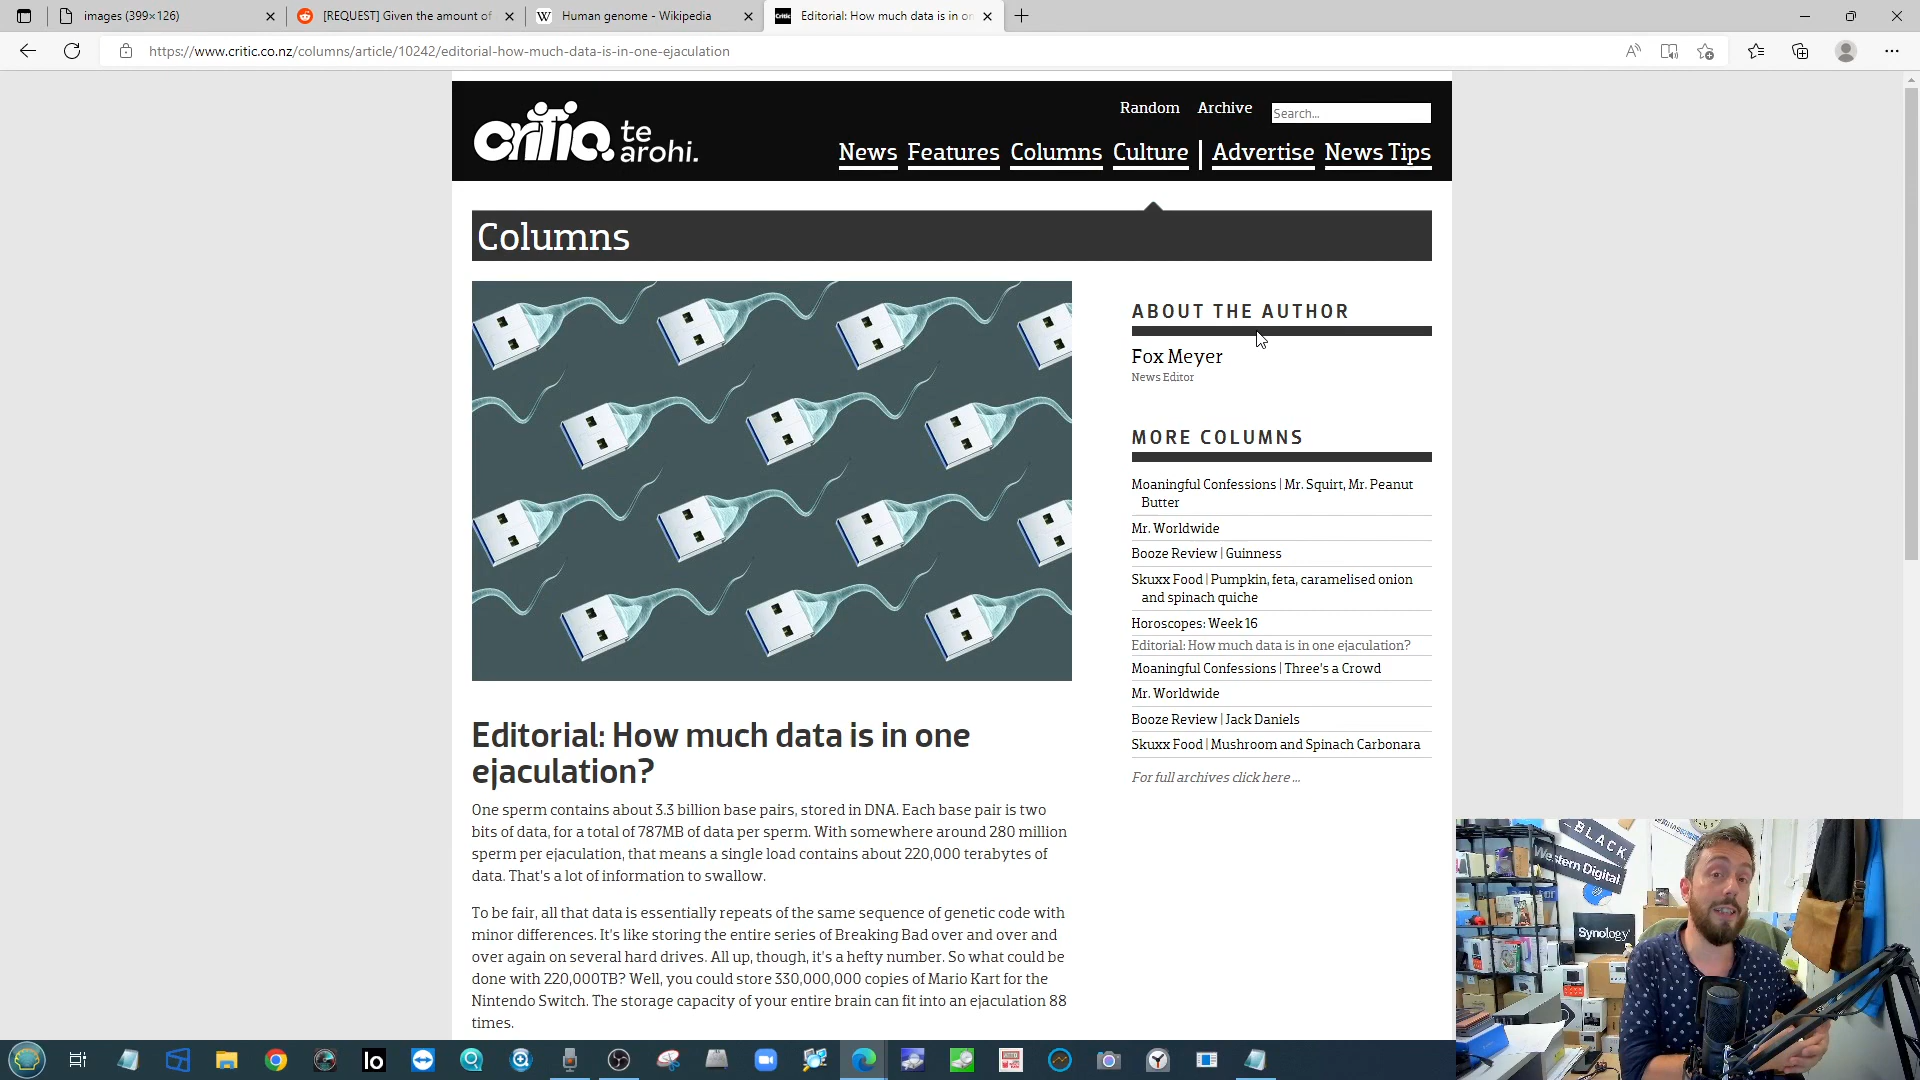 images (399×126)
[REQUEST] Given the amount of
Human genome - Wikipedia
Editorial: How much data is in on
https://www.critic.co.nz/columns/article/10242/editorial-how-much-data-is-in-one-ejaculation
critic te arohi.
Random Archive Search...
News Features Columns Culture | Advertise News Tips
Columns
ABOUT THE AUTHOR
Fox Meyer
News Editor
MORE COLUMNS
Moaningful Confessions | Mr. Squirt, Mr. Peanut
Butter
Mr. Worldwide
Booze Review | Guinness
Skuxx Food | Pumpkin, feta, caramelised onion
and spinach quiche
Horoscopes: Week 16
Editorial: How much data is in one ejaculation?
Moaningful Confessions | Three's a Crowd
Mr. Worldwide
Booze Review | Jack Daniels
Skuxx Food | Mushroom and Spinach Carbonara
For full archives click here ...
Editorial: How much data is in one
ejaculation?
One sperm contains about 3.3 billion base pairs, stored in DNA. Each base pair is two
bits of data, for a total of 787MB of data per sperm. With somewhere around 280 million
sperm per ejaculation, that means a single load contains about 220,000 terabytes of
data. That's a lot of information to swallow.
To be fair, all that data is essentially repeats of the same sequence of genetic code with
minor differences. It's like storing the entire series of Breaking Bad over and over and
over again on several hard drives. All up, though, it's a hefty number. So what could be
done with 220,000TB? Well, you could store 330,000,000 copies of Mario Kart for the
Nintendo Switch. The storage capacity of your entire brain can fit into an ejaculation 88
times.
BLACK
Western Digital
Synology